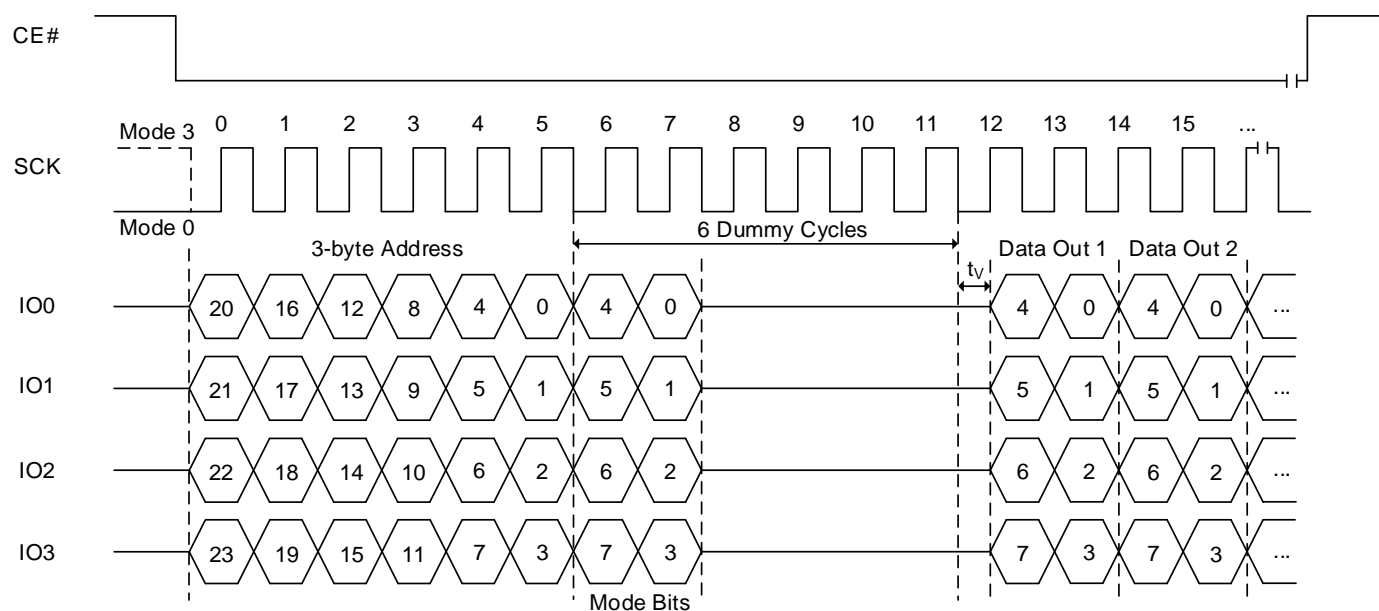 CE#
Mode 3 0 1 2 3 4 5 6 7 8 9 10 11 12 13 14 15 ...
SCK
Mode 0
3-byte Address 6 Dummy Cycles Data Out 1 Data Out 2
tV
IO0 20 16 12 8 4 0 4 0 4 0 4 0 ...
IO1 21 17 13 9 5 1 5 1 5 1 5 1 ...
IO2 22 18 14 10 6 2 6 2 6 2 6 2 ...
IO3 23 19 15 11 7 3 7 3 7 3 7 3 ...
Mode Bits